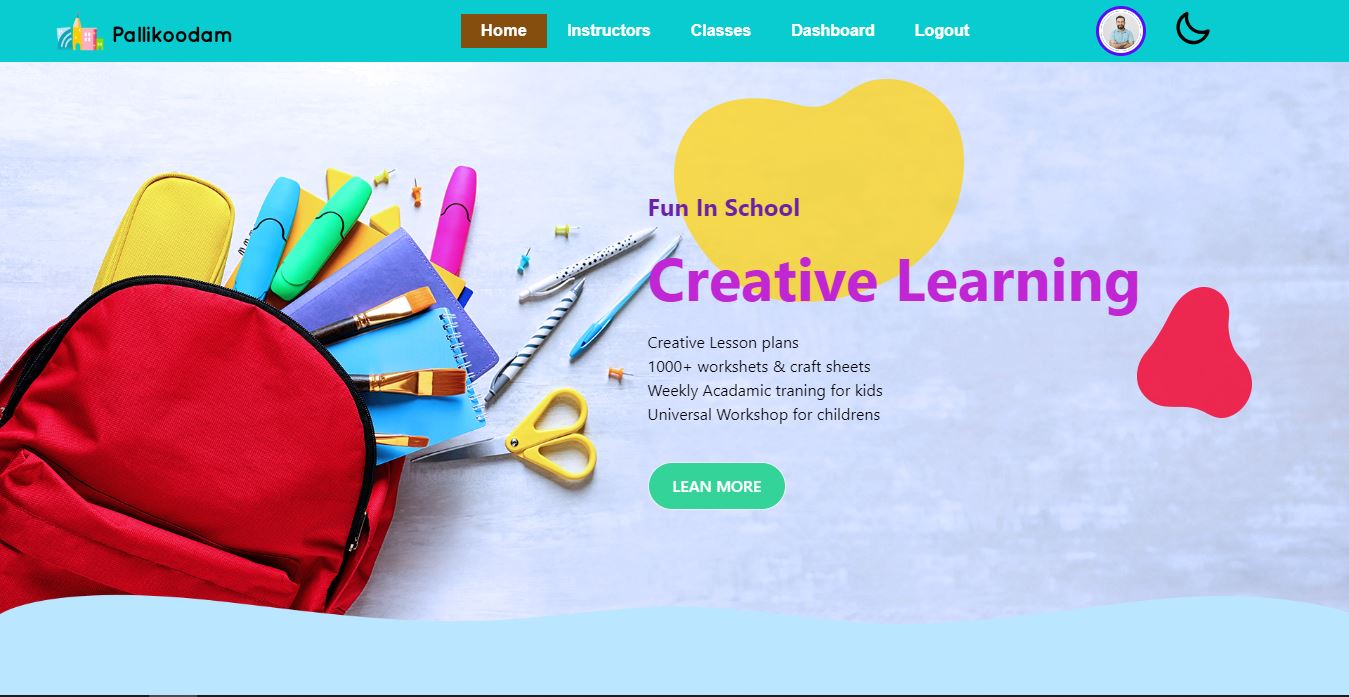 Pallikoodam
Home Instructors Classes Dashboard Logout
Fun In School
Creative Learning
Creative Lesson plans
1000+ workshets & craft sheets
Weekly Acadamic traning for kids
Universal Workshop for childrens
LEAN MORE